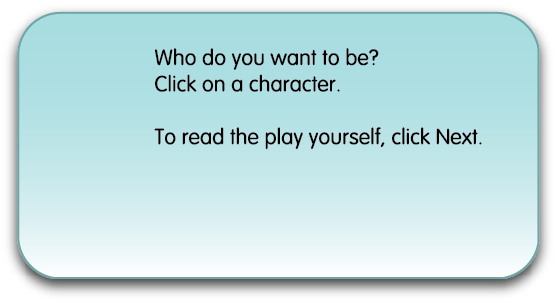 Who do you want to be?
Click on a character.
To read the play yourself, click Next.